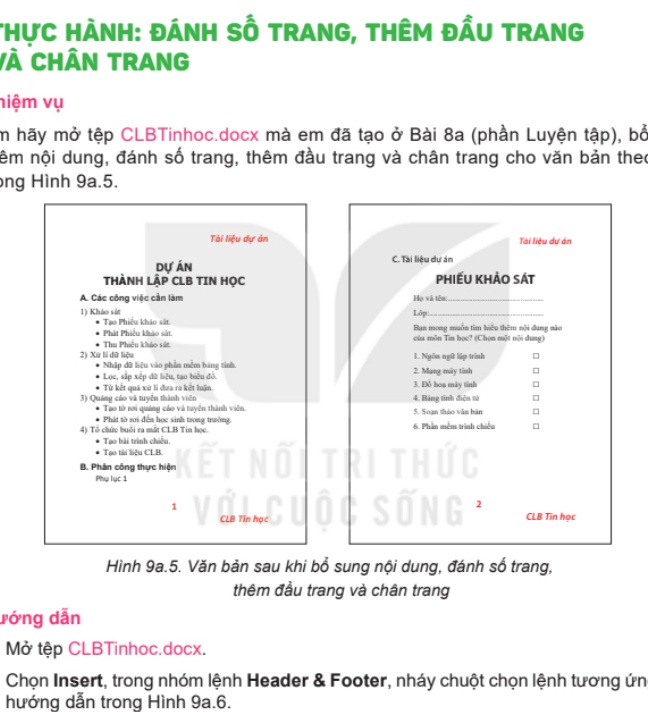 THỰC HÀNH: ĐÁNH SỐ TRANG, THÊM ĐẦU TRANG
VÀ CHÂN TRANG
hiệm vụ
m hãy mở tệp CLBTinhoc.docx mà em đã tạo ở Bài 8a (phần Luyện tập), bổ
êm nội dung, đánh số trang, thêm đầu trang và chân trang cho văn bản theo
ong Hình 9a.5.
Tài liệu dự án
DỰ ÁN
THÀNH LẬP CLB TIN HỌC
A. Các công việc cần làm
1) Khảo sát
• Tạo Phiếu khảo sát.
• Phát Phiếu khảo sát.
• Thu Phiếu khảo sát.
2) Xử lí dữ liệu
• Nhập dữ liệu vào phần mềm bảng tính.
• Lọc, sắp xếp dữ liệu, tạo biểu đồ.
• Từ kết quả xử lí đưa ra kết luận.
3) Quảng cáo và tuyển thành viên
• Tạo tờ rơi quảng cáo và tuyển thành viên.
• Phát tờ rơi đến học sinh trong trường.
4) Tổ chức buổi ra mắt CLB Tin học.
• Tạo bài trình chiếu.
• Tạo tài liệu CLB.
B. Phân công thực hiện
Phụ lục 1
1
CLB Tin học
Tài liệu dự án
C. Tài liệu dự án
PHIẾU KHẢO SÁT
Họ và tên:
Lớp:
Bạn mong muốn tìm hiểu thêm nội dung nào
của môn Tin học? (Chọn một nội dung)
1. Ngôn ngữ lập trình ☐
2. Mạng máy tính ☐
3. Đồ hoạ máy tính ☐
4. Bảng tính điện tử ☐
5. Soạn thảo văn bản ☐
6. Phần mềm trình chiếu ☐
2
CLB Tin học
KẾT NỐI TRI THỨC
VỚI CUỘC SỐNG
Hình 9a.5. Văn bản sau khi bổ sung nội dung, đánh số trang,
thêm đầu trang và chân trang
ướng dẫn
Mở tệp CLBTinhoc.docx.
Chọn Insert, trong nhóm lệnh Header & Footer, nháy chuột chọn lệnh tương ứn
hướng dẫn trong Hình 9a.6.